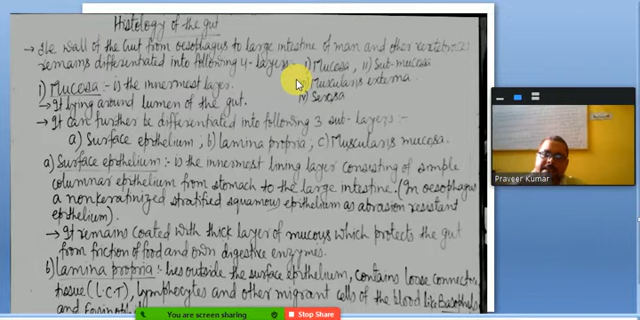 Histology of the gut
→ The wall of the Gut from oesophagus to large intestine of man and other vertebrates
remains differentiated into following 4-layers:- i) Mucosa, ii) Sub-mucosa
iii) Muscularis externa
iv) Serosa
i) Mucosa :- is the innermost layer.
→ It lying around lumen of the gut.
→ It can further be differentiated into following 3 sub-layers:-
a) Surface epithelium, b) lamina propria, c) Muscularis mucosa.
a) Surface epithelium :- is the innermost lining layer consisting of simple
columnar epithelium from stomach to the large intestine. (In oesophagus
a nonkeratinized stratified squamous epithelium as abrasion resistant
epithelium).
→ It remains coated with thick layer of mucous which protects the gut
from friction of food and own digestive enzymes.
b) lamina propria :- lies outside the surface epithelium, contains loose connective
tissue (L.C.T), lymphocytes and other migrant cells of the blood like
and
Praveer Kumar
You are screen sharing
Stop Share